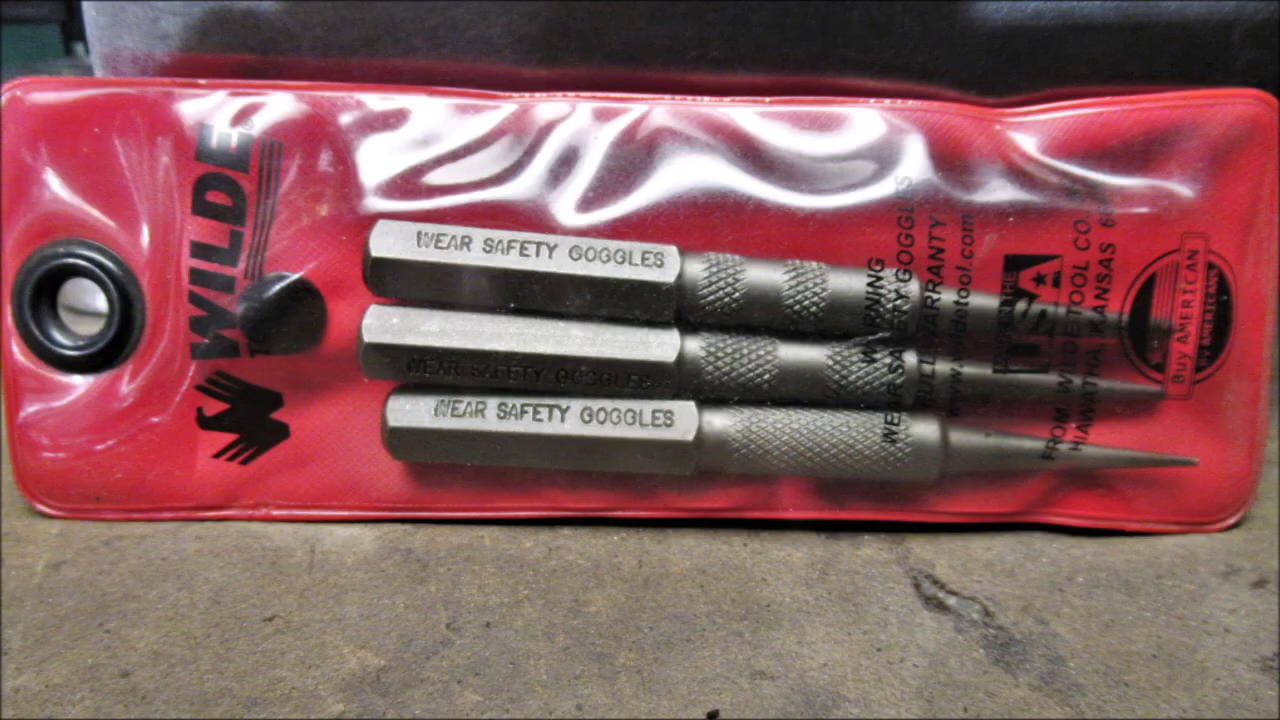 WILDE
WEAR SAFETY GOGGLES
WEAR SAFETY GOGGLES
WEAR SAFETY GOGGLES
WARNING
WEAR SAFETY GOGGLES
FULL WARRANTY
www.wildetool.com
THE
USA
FROM WILDE TOOL CO.
HIAWATHA, KANSAS
Buy AMERICAN